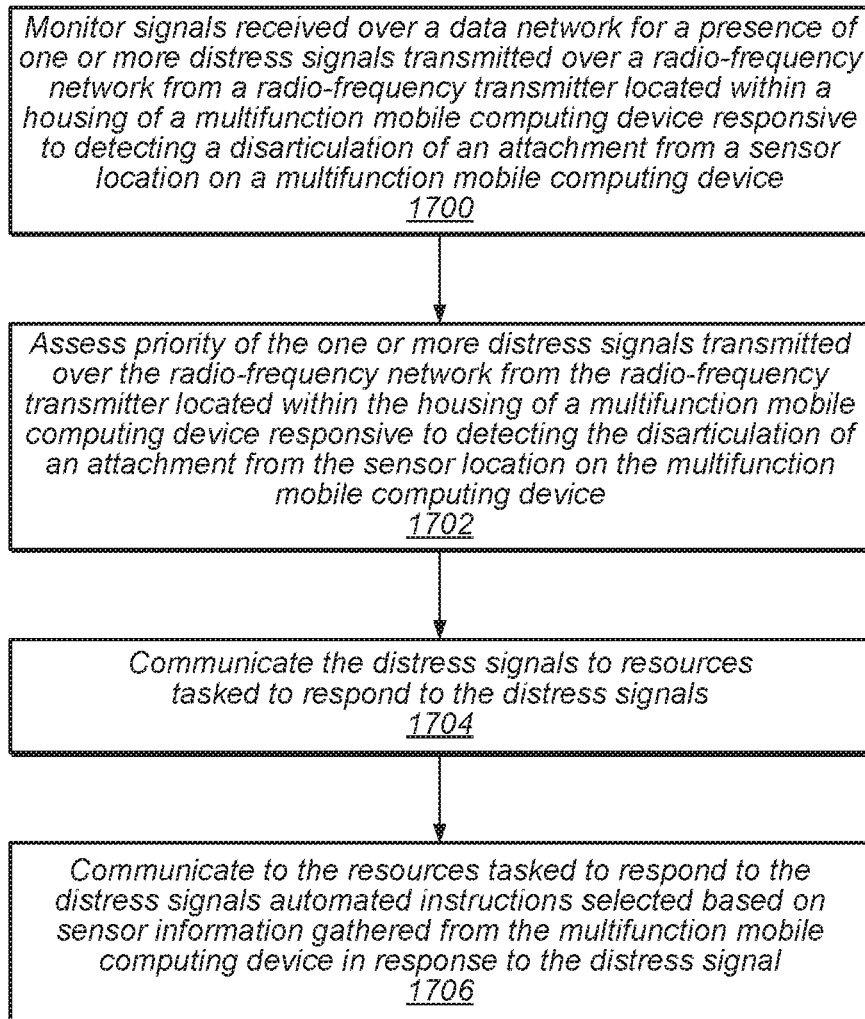 Monitor signals received over a data network for a presence of
one or more distress signals transmitted over a radio-frequency
network from a radio-frequency transmitter located within a
housing of a multifunction mobile computing device responsive
to detecting a disarticulation of an attachment from a sensor
location on a multifunction mobile computing device
1700
Assess priority of the one or more distress signals transmitted
over the radio-frequency network from the radio-frequency
transmitter located within the housing of a multifunction mobile
computing device responsive to detecting the disarticulation of
an attachment from the sensor location on the multifunction
mobile computing device
1702
Communicate the distress signals to resources
tasked to respond to the distress signals
1704
Communicate to the resources tasked to respond to the
distress signals automated instructions selected based on
sensor information gathered from the multifunction mobile
computing device in response to the distress signal
1706